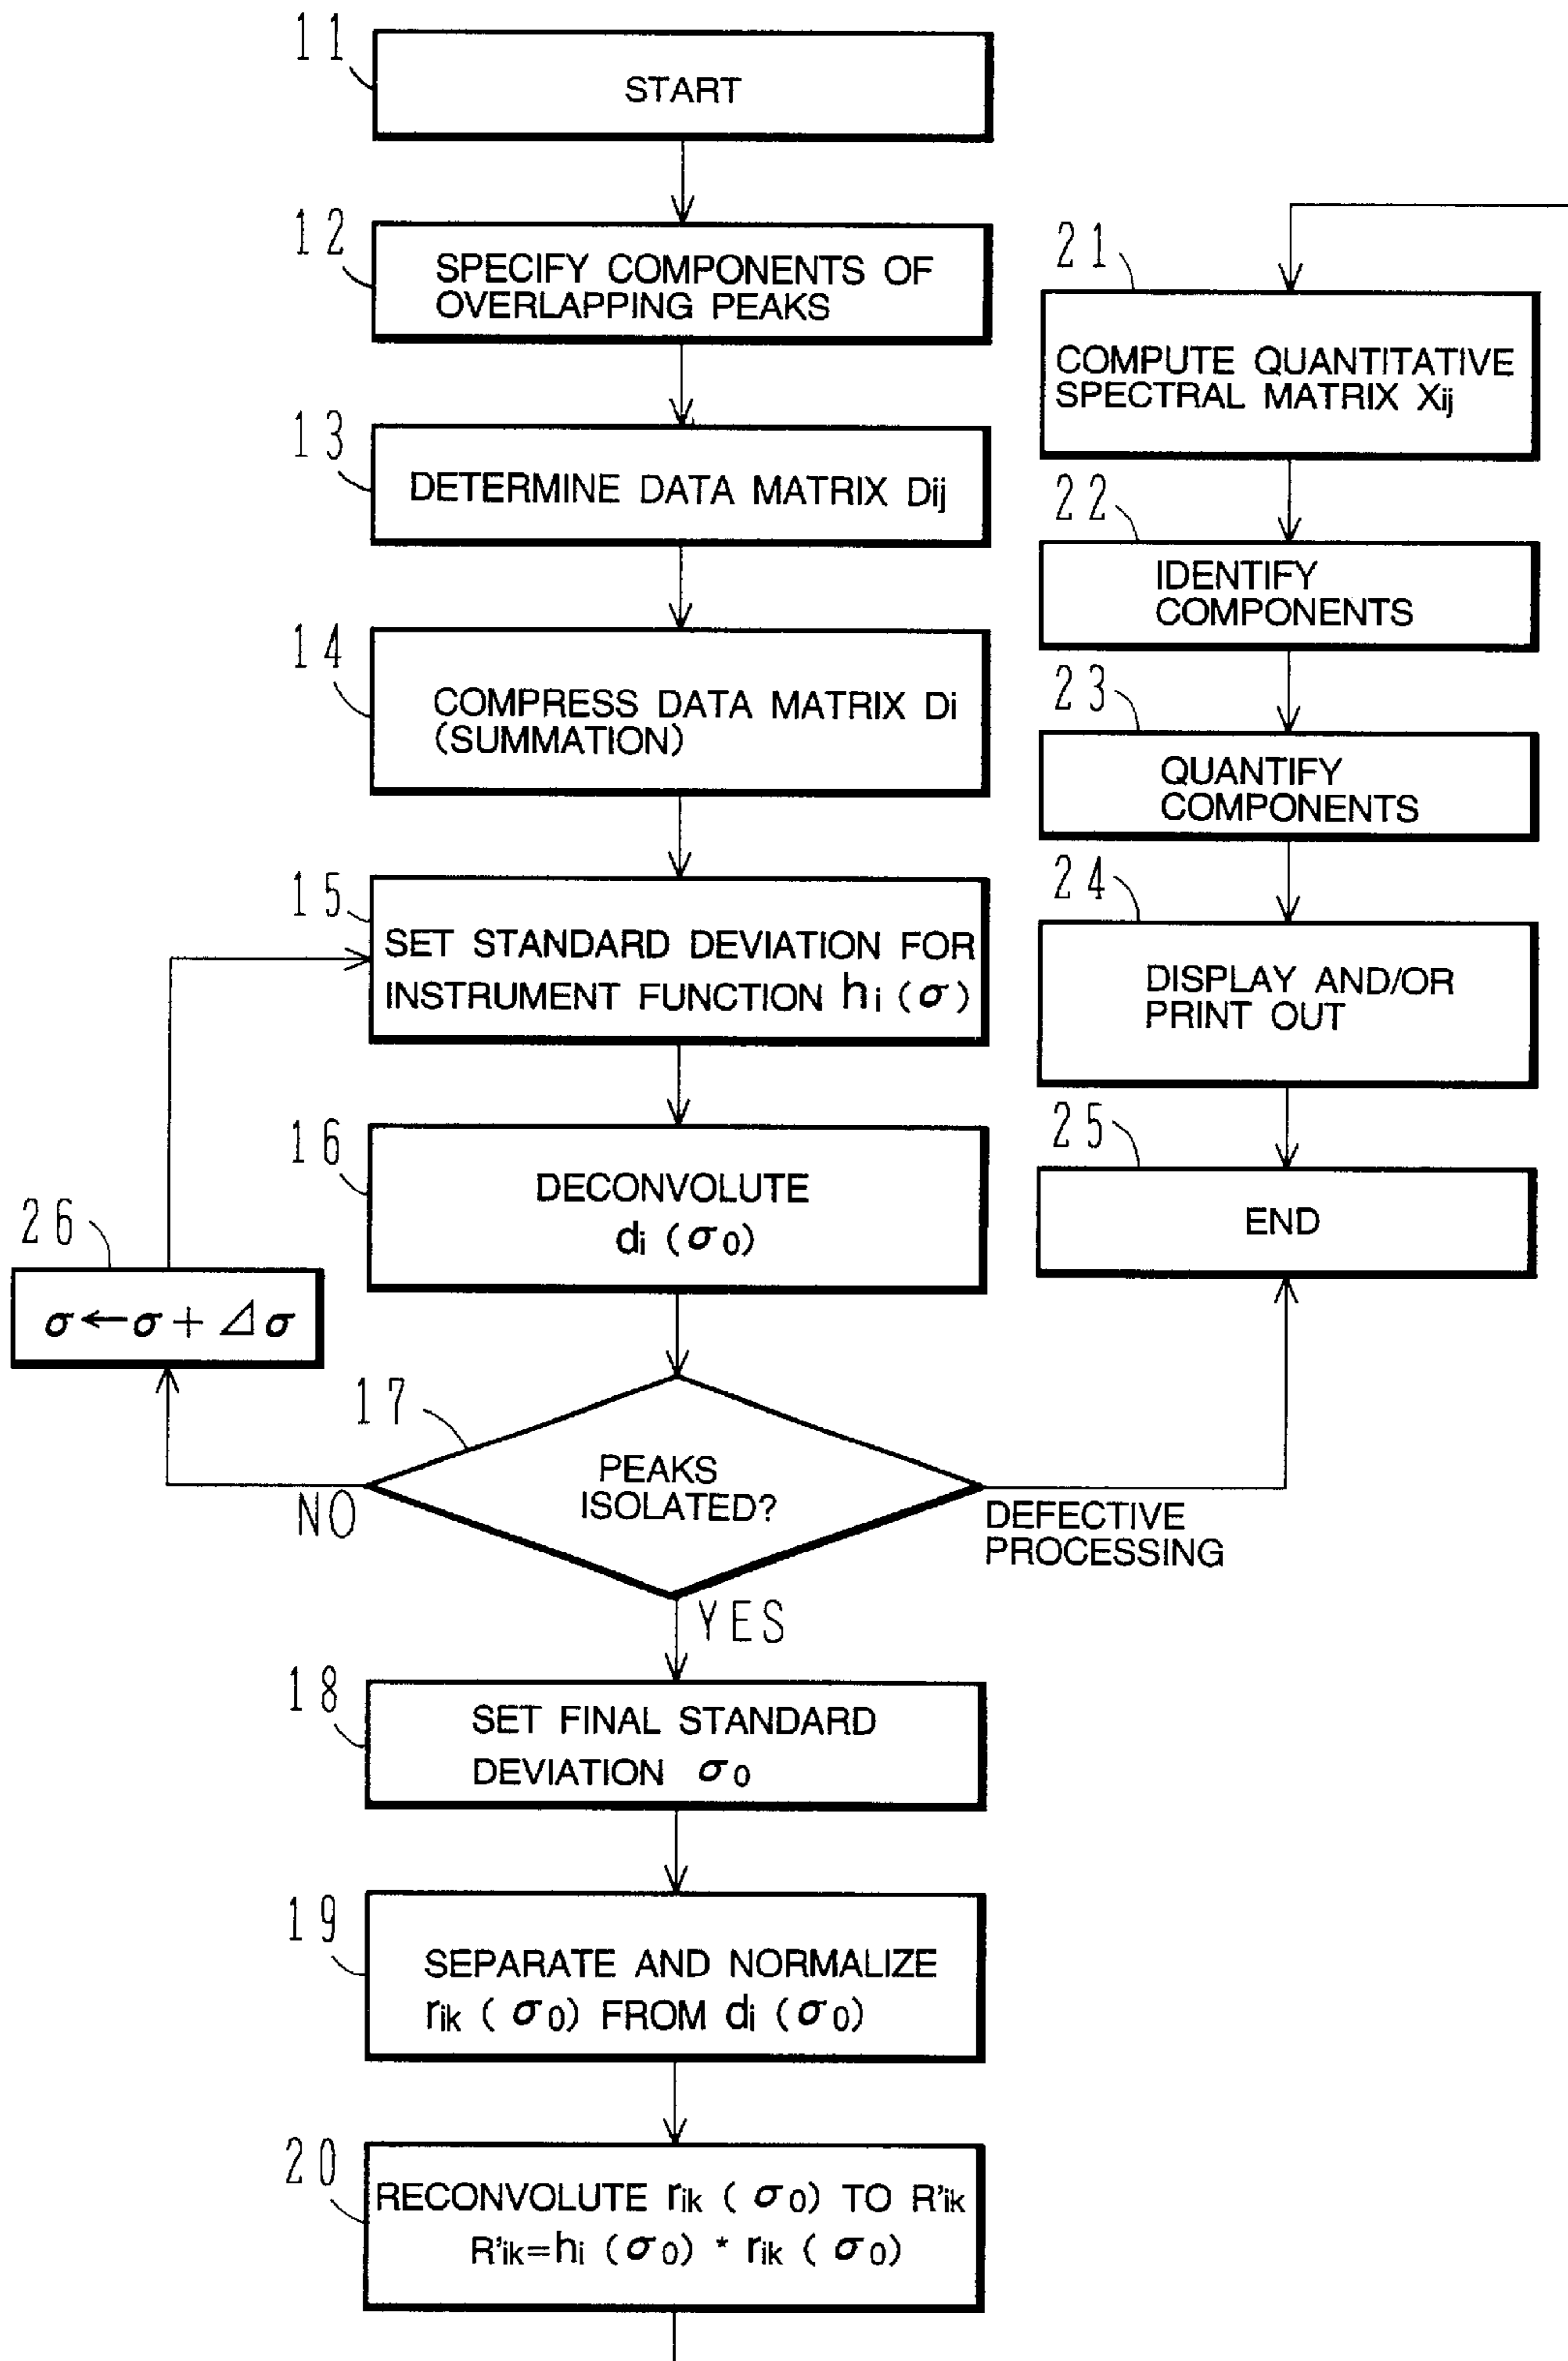 11
START
12
SPECIFY COMPONENTS OF
OVERLAPPING PEAKS
13
DETERMINE DATA MATRIX Dij
14
COMPRESS DATA MATRIX Di
(SUMMATION)
15
SET STANDARD DEVIATION FOR
INSTRUMENT FUNCTION hi (σ)
16
DECONVOLUTE
di (σ0)
26
σ←σ+ Δσ
17
PEAKS
ISOLATED?
NO
DEFECTIVE
PROCESSING
YES
18
SET FINAL STANDARD
DEVIATION σ0
19
SEPARATE AND NORMALIZE
rik (σ0) FROM di (σ0)
20
RECONVOLUTE rik (σ0) TO R'ik
R'ik=hi (σ0) * rik (σ0)
21
COMPUTE QUANTITATIVE
SPECTRAL MATRIX Xij
22
IDENTIFY
COMPONENTS
23
QUANTIFY
COMPONENTS
24
DISPLAY AND/OR
PRINT OUT
25
END